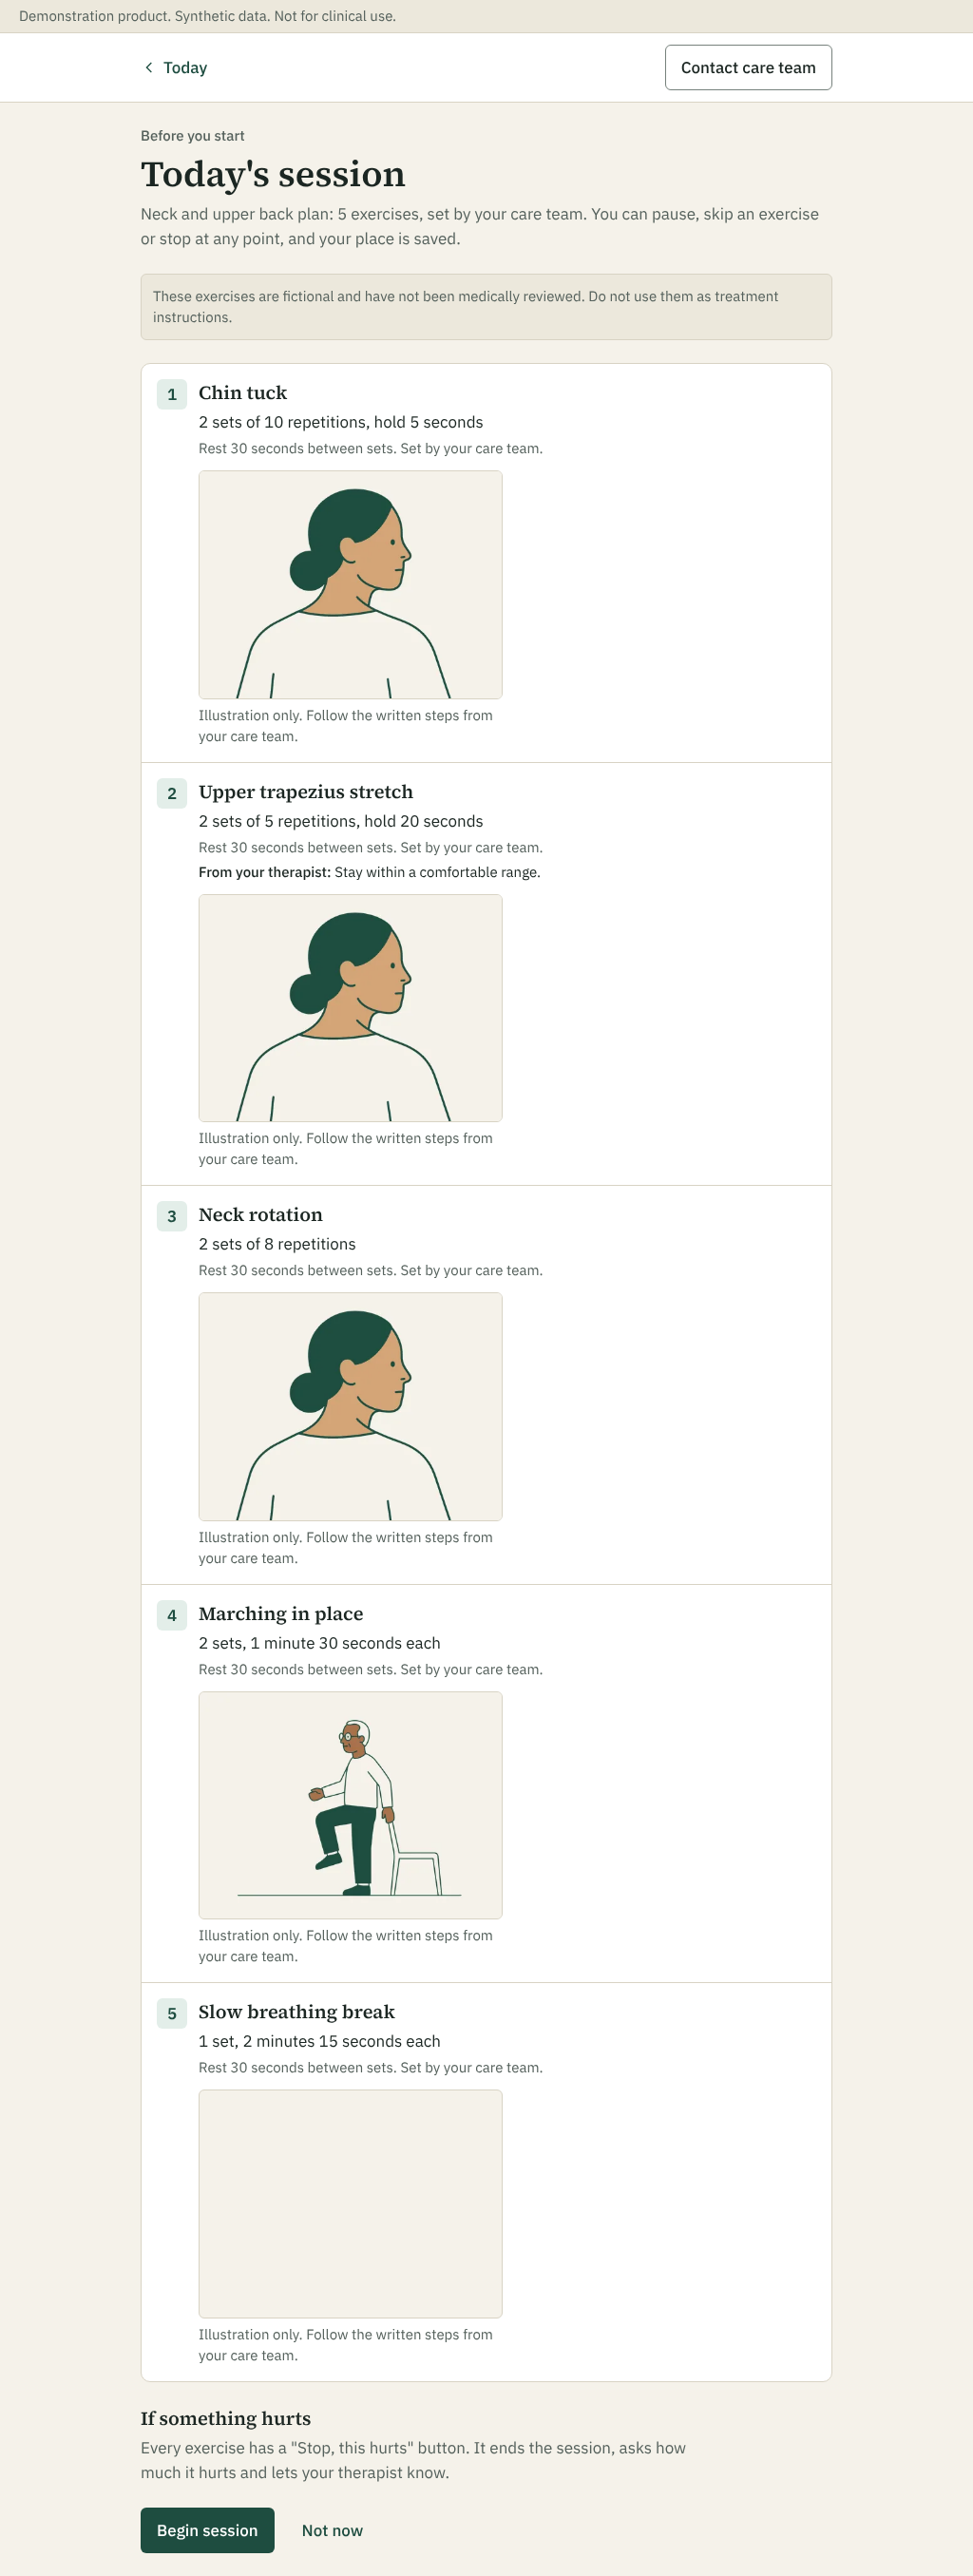 Demonstration product. Synthetic data. Not for clinical use.
Today
Contact care team
Before you start
Today's session
Neck and upper back plan: 5 exercises, set by your care team. You can pause, skip an exercise
or stop at any point, and your place is saved.
These exercises are fictional and have not been medically reviewed. Do not use them as treatment
instructions.
1
Chin tuck
2 sets of 10 repetitions, hold 5 seconds
Rest 30 seconds between sets. Set by your care team.
Illustration only. Follow the written steps from
your care team.
2
Upper trapezius stretch
2 sets of 5 repetitions, hold 20 seconds
Rest 30 seconds between sets. Set by your care team.
From your therapist: Stay within a comfortable range.
Illustration only. Follow the written steps from
your care team.
3
Neck rotation
2 sets of 8 repetitions
Rest 30 seconds between sets. Set by your care team.
Illustration only. Follow the written steps from
your care team.
4
Marching in place
2 sets, 1 minute 30 seconds each
Rest 30 seconds between sets. Set by your care team.
Illustration only. Follow the written steps from
your care team.
5
Slow breathing break
1 set, 2 minutes 15 seconds each
Rest 30 seconds between sets. Set by your care team.
Illustration only. Follow the written steps from
your care team.
If something hurts
Every exercise has a "Stop, this hurts" button. It ends the session, asks how
much it hurts and lets your therapist know.
Begin session
Not now